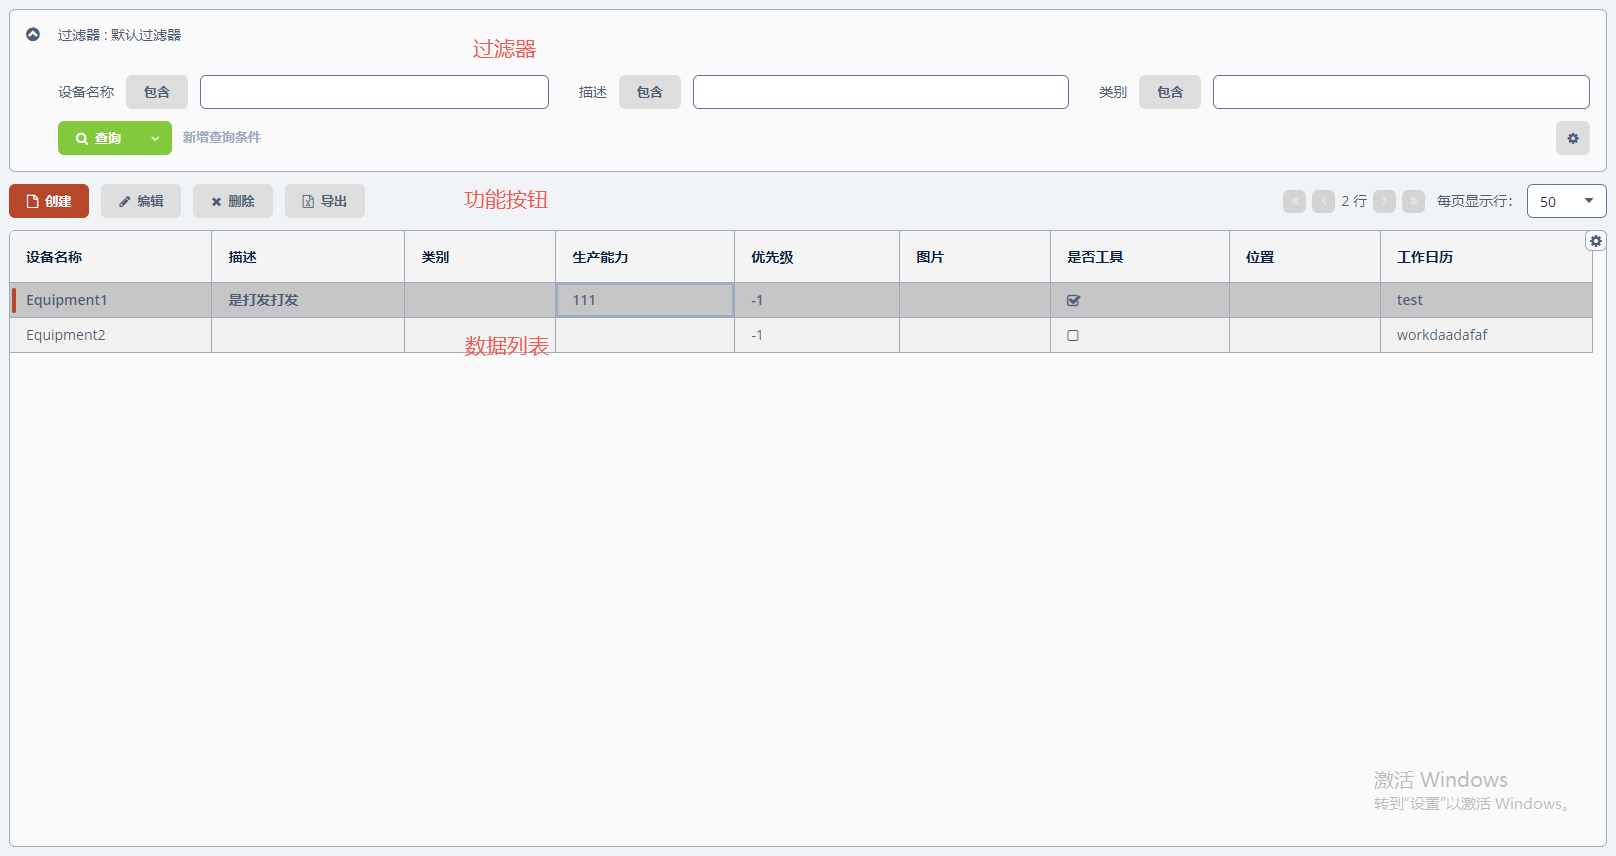 过滤器 : 默认过滤器
过滤器
设备名称 包含 描述 包含 类别 包含
查询 新增查询条件
创建 编辑 删除 导出 功能按钮 2 行 每页显示行： 50
设备名称 描述 类别 生产能力 优先级 图片 是否工具 位置 工作日历
Equipment1 是打发打发 111 -1 test
Equipment2 -1 workdaadafaf
数据列表
激活 Windows
转到"设置"以激活 Windows。